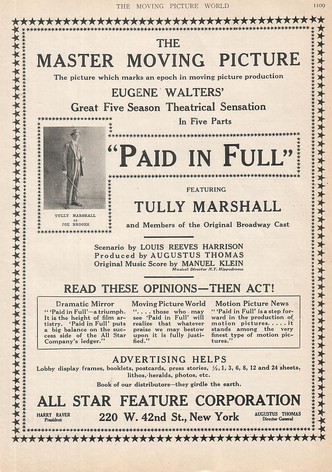 THE MOVING PICTURE WORLD
1109
THE
MASTER MOVING PICTURE
The picture which marks an epoch in moving picture production
EUGENE WALTERS'
Great Five Season Theatrical Sensation
In Five Parts
"PAID IN FULL"
FEATURING
TULLY MARSHALL
and Members of the Original Broadway Cast
TULLY MARSHALL
as
JOE BROOKS
Scenario by LOUIS REEVES HARRISON
Produced by AUGUSTUS THOMAS
Original Music Score by MANUEL KLEIN
Musical Director N.Y. Hippodrome
READ THESE OPINIONS—THEN ACT!
Dramatic Mirror
"'Paid in Full'—a triumph.
It is the height of film ar-
tistry. 'Paid in Full' puts
a big balance on the suc-
cess side of the All Star
Company's ledger."
Moving Picture World
". . . . those who may
see 'Paid in Full' will
realize that whatever
praise we may bestow
upon it is fully justi-
fied."
Motion Picture News
"'Paid in Full' is a step for-
ward in the production of
motion pictures. . . . It
stands among the very
finest type of motion pic-
tures."
ADVERTISING HELPS
Lobby display frames, booklets, postcards, press stories, ½, 1, 3, 6, 8, 12 and 24 sheets,
lithos, heralds, photos, etc.
Book of our distributors—they girdle the earth.
ALL STAR FEATURE CORPORATION
HARRY RAVER
President
220 W. 42nd St., New York
AUGUSTUS THOMAS
Director General